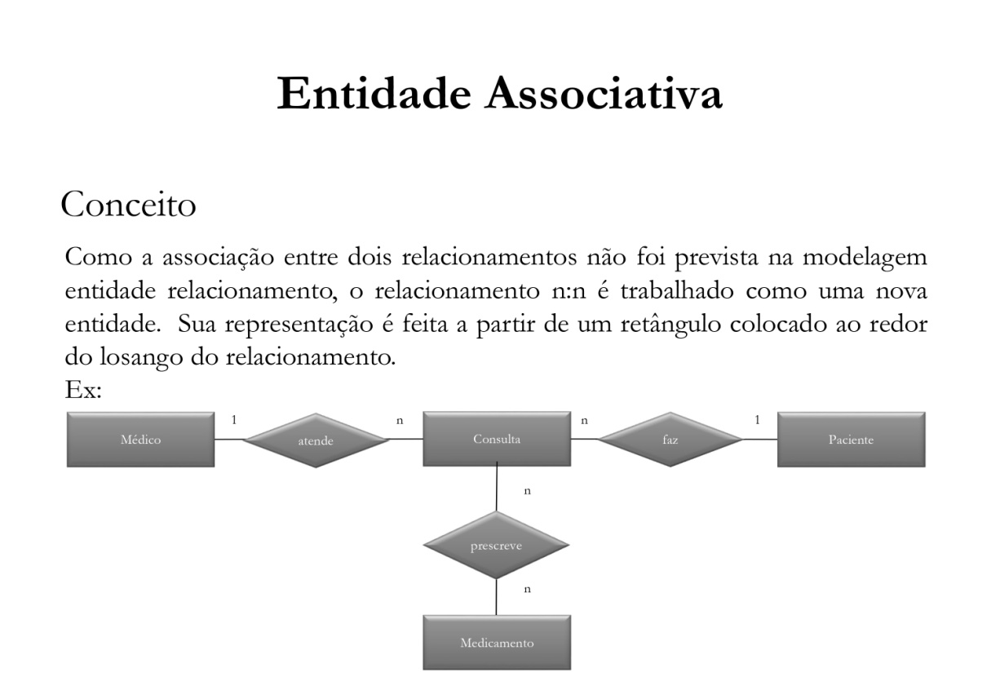 Entidade Associativa
Conceito
Como a associação entre dois relacionamentos não foi prevista na modelagem
entidade relacionamento, o relacionamento n:n é trabalhado como uma nova
entidade. Sua representação é feita a partir de um retângulo colocado ao redor
do losango do relacionamento.
Ex:
1 n n 1
Médico atende Consulta faz Paciente
n
prescreve
n
Medicamento